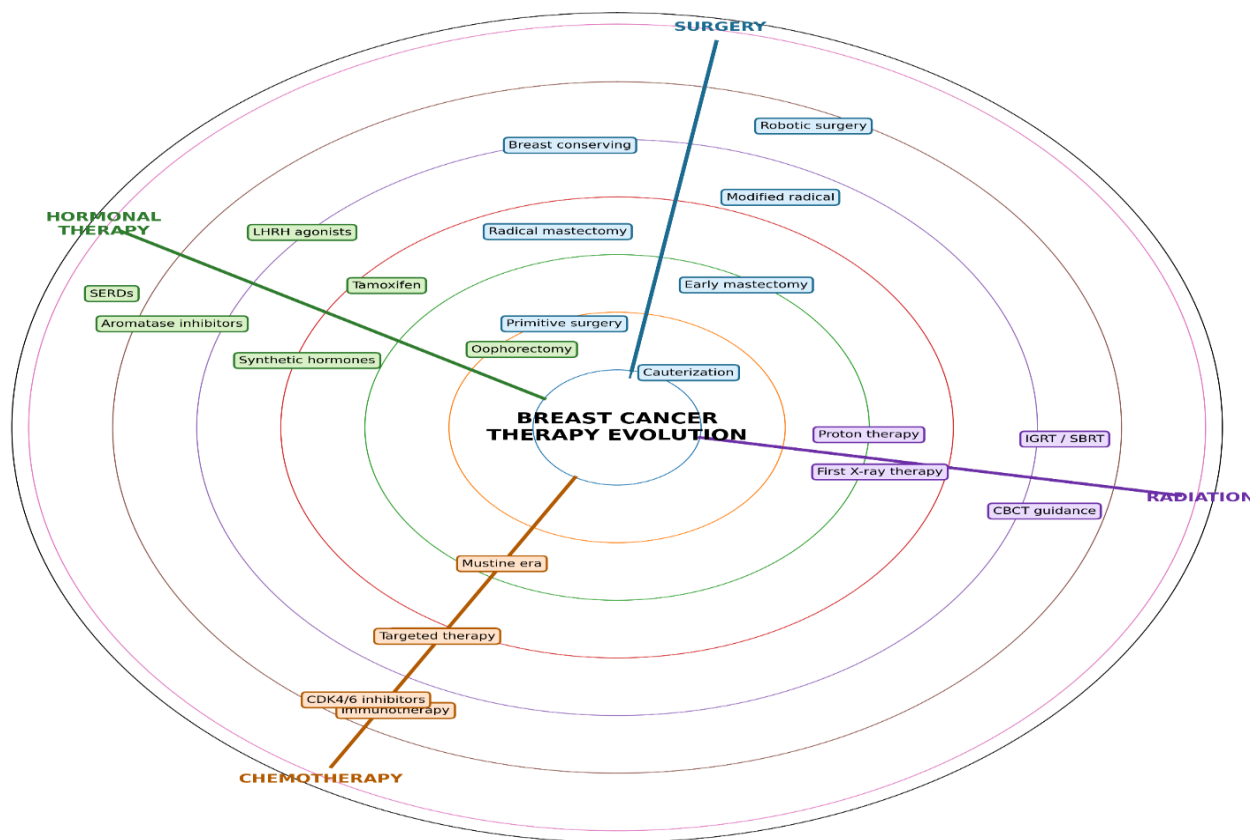 SURGERY
Robotic surgery
Breast conserving
Modified radical
HORMONAL
THERAPY
LHRH agonists
Radical mastectomy
Tamoxifen
Early mastectomy
SERDs
Aromatase inhibitors
Primitive surgery
Oophorectomy
Synthetic hormones
Cauterization
BREAST CANCER
THERAPY EVOLUTION
Proton therapy
IGRT / SBRT
First X-ray therapy
RADIATION
CBCT guidance
Mustine era
Targeted therapy
CDK4/6 inhibitors
Immunotherapy
CHEMOTHERAPY